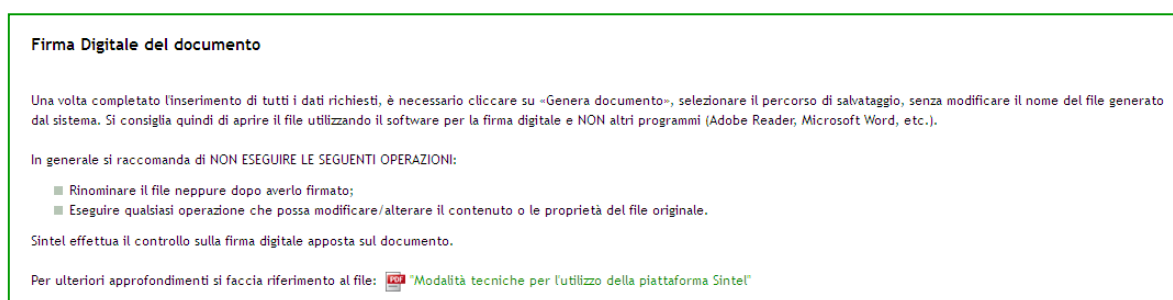 Firma Digitale del documento
Una volta completato l'inserimento di tutti i dati richiesti, è necessario cliccare su «Genera documento», selezionare il percorso di salvataggio, senza modificare il nome del file generato
dal sistema. Si consiglia quindi di aprire il file utilizzando il software per la firma digitale e NON altri programmi (Adobe Reader, Microsoft Word, etc.).
In generale si raccomanda di NON ESEGUIRE LE SEGUENTI OPERAZIONI:
Rinominare il file neppure dopo averlo firmato;
Eseguire qualsiasi operazione che possa modificare/alterare il contenuto o le proprietà del file originale.
Sintel effettua il controllo sulla firma digitale apposta sul documento.
Per ulteriori approfondimenti si faccia riferimento al file: PDF "Modalità tecniche per l'utilizzo della piattaforma Sintel"